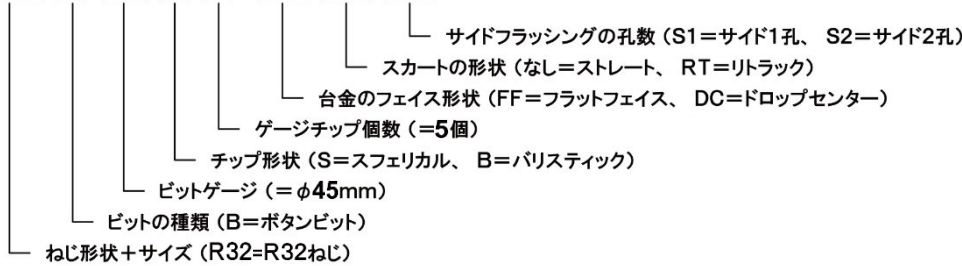 サイドフラッシングの孔数 (S1=サイド1孔、 S2=サイド2孔)
スカートの形状 (なし=ストレート、 RT=リトラック)
台金のフェイス形状 (FF=フラットフェイス、 DC=ドロップセンター)
ゲージチップ個数 (=5個)
チップ形状 (S=スフェリカル、 B=バリスティック)
ビットゲージ (=φ45mm)
ビットの種類 (B=ボタンビット)
ねじ形状+サイズ (R32=R32ねじ)